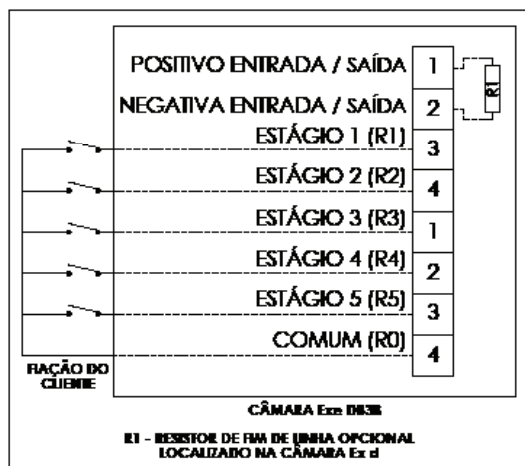 POSITIVO ENTRADA / SAÍDA 1
NEGATIVA ENTRADA / SAÍDA 2
R1
ESTÁGIO 1 (R1) 3
ESTÁGIO 2 (R2) 4
ESTÁGIO 3 (R3) 1
ESTÁGIO 4 (R4) 2
ESTÁGIO 5 (R5) 3
COMUM (R0) 4
FIAÇÃO DO
CLIENTE
CÂMARA Exe DB3B
R1 - RESISTOR DE FIM DE LINHA OPCIONAL
LOCALIZADO NA CÂMARA Ex d